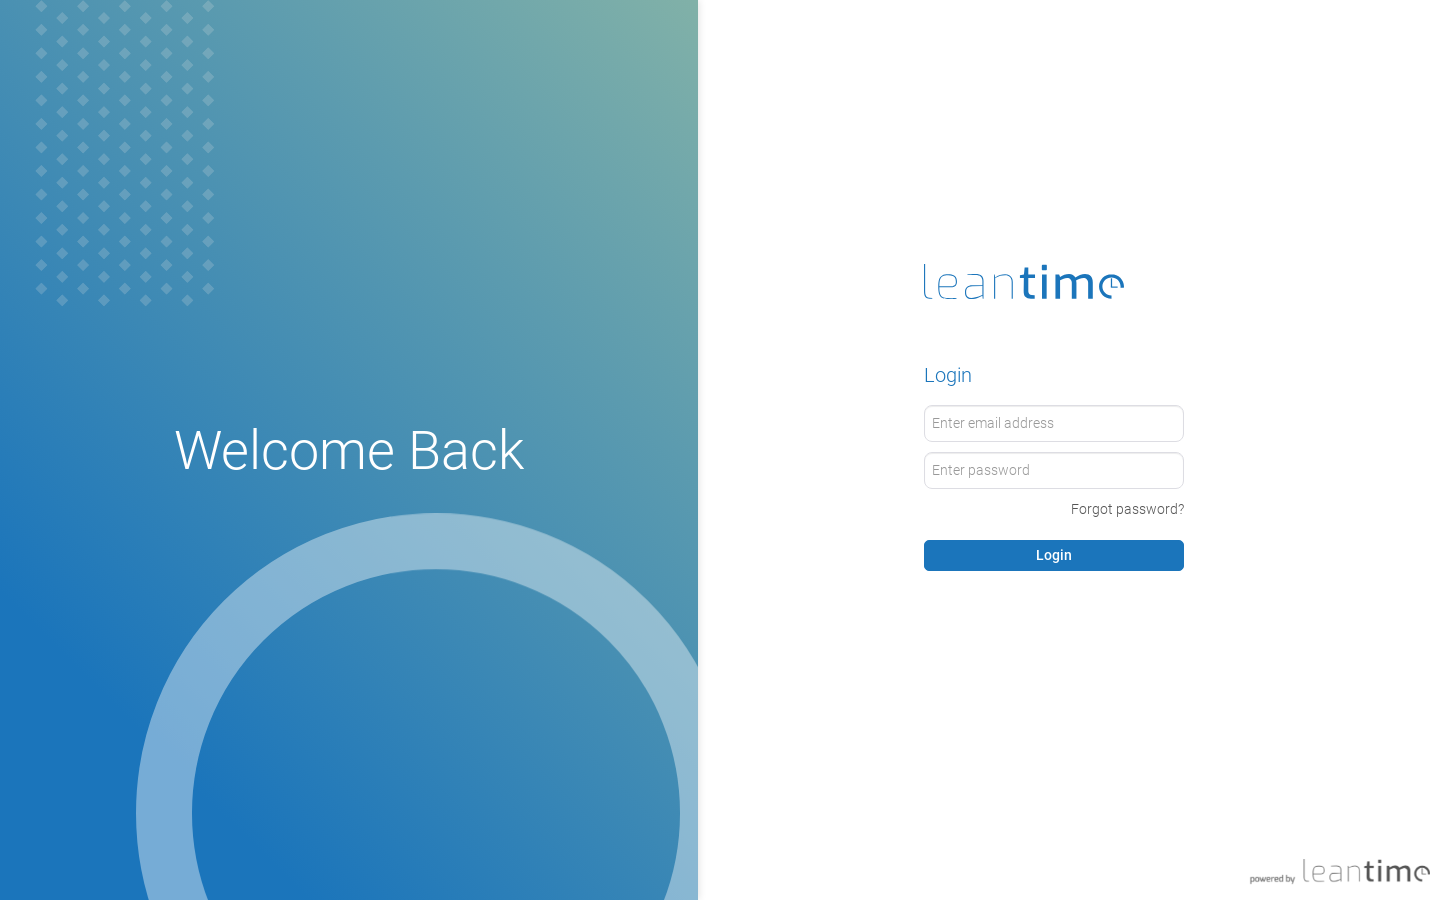 Welcome Back
leantime
Login
Enter email address
Enter password
Forgot password?
Login
powered by leantime